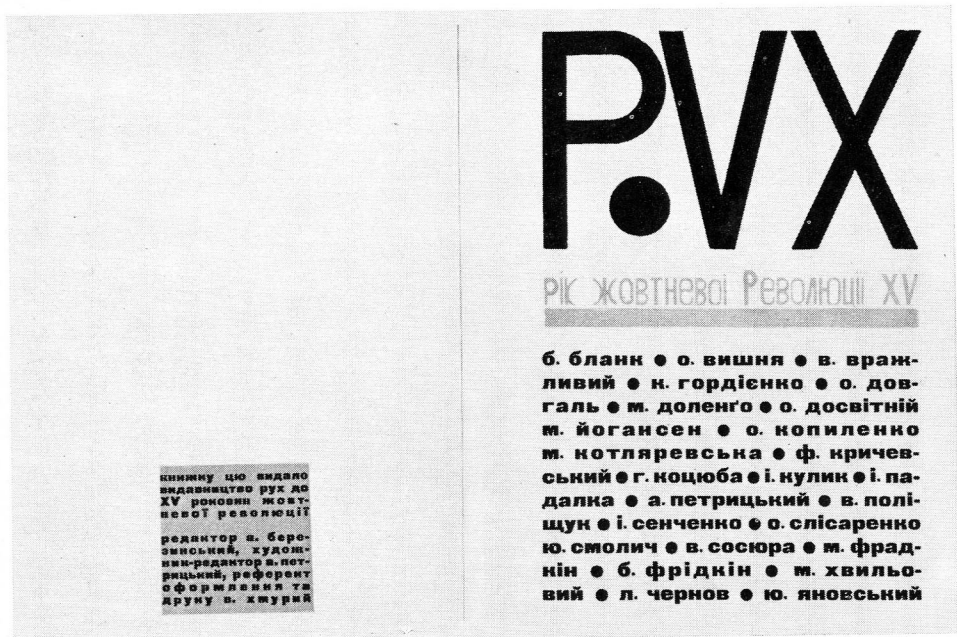 книжку цю видало
видавництво рух до
XV роковин жовт-
невої революції
редактор в. бере-
зинський, худож-
ник-редактор а. пет-
рицький, референт
оформлення та
друку в. хмурий
P.VX
рік жовтневої Революції XV
б. бланк ● о. вишня ● в. враж-
ливий ● к. гордієнко ● о. дов-
галь ● м. доленґо ● о. досвітній
м. йогансен ● о. копиленко
м. котляревська ● ф. кричев-
ський ● г. коцюба ● і. кулик ● і. па-
далка ● а. петрицький ● в. полі-
щук ● і. сенченко ● о. слісаренко
ю. смолич ● в. сосюра ● м. фрад-
кін ● б. фрідкін ● м. хвильо-
вий ● л. чернов ● ю. яновський